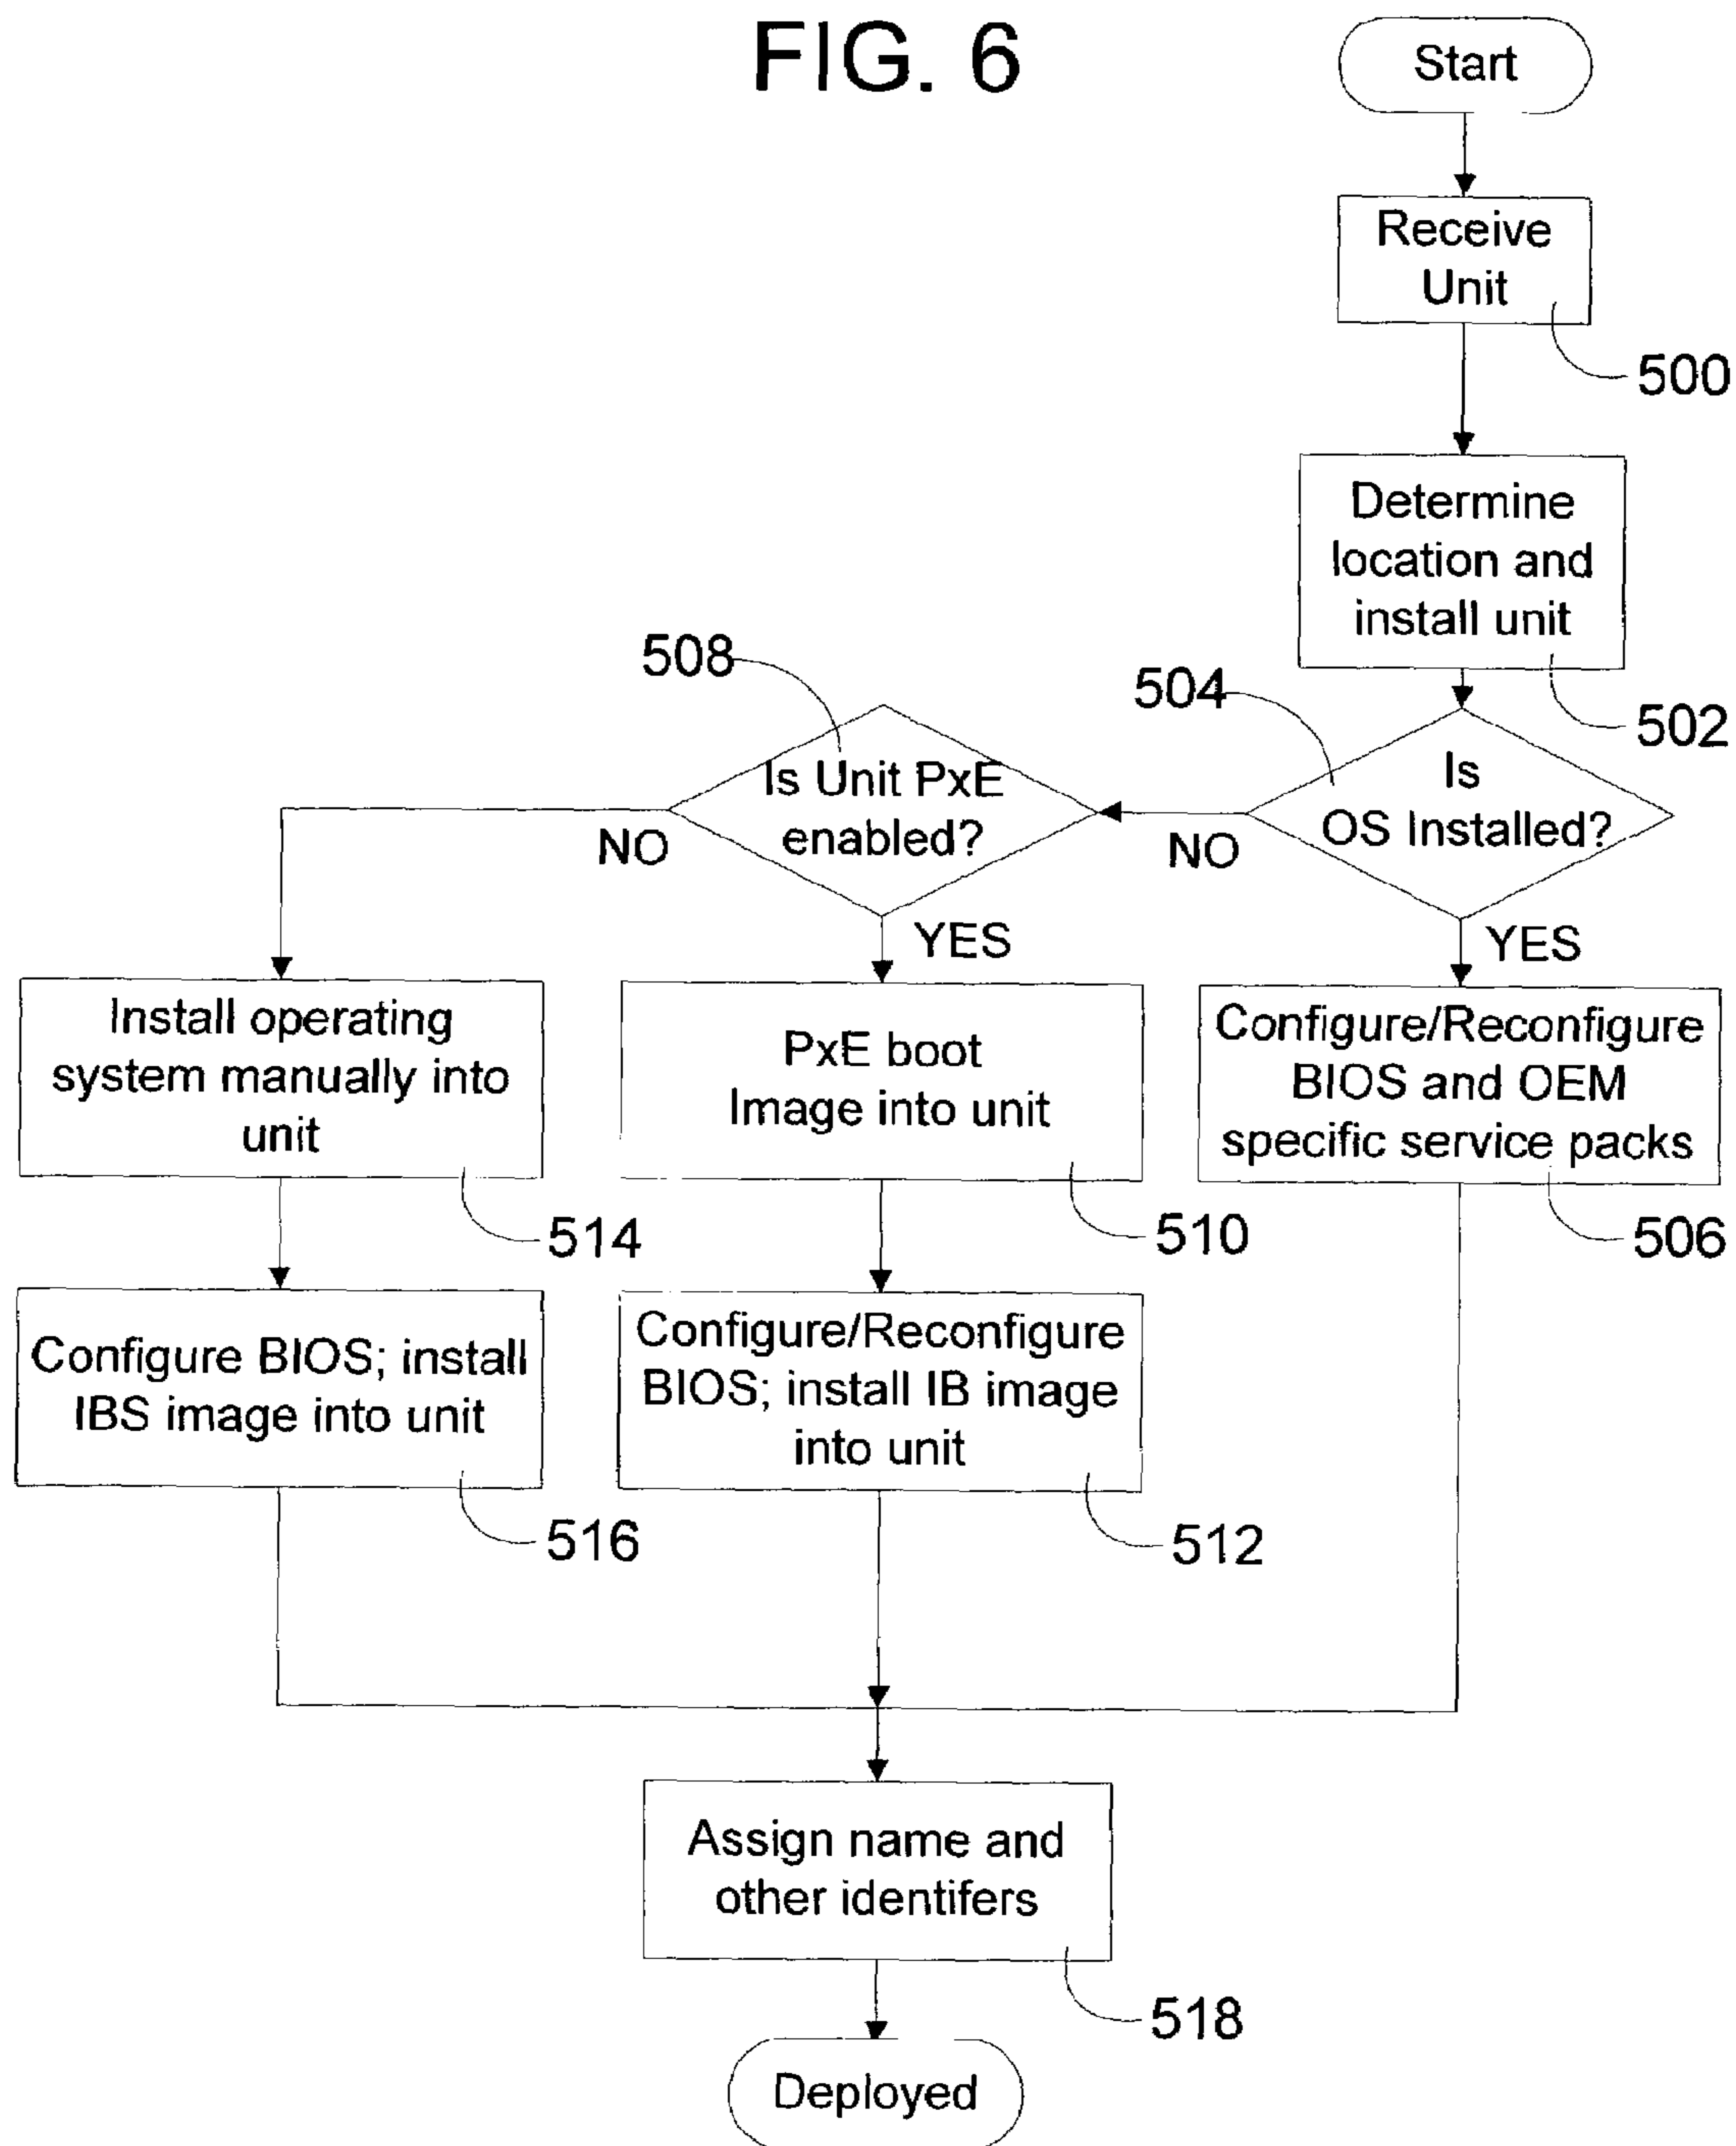 FIG. 6
Start
Receive
Unit
500
Determine
location and
install unit
502
504
Is
OS Installed?
NO
YES
508
Is Unit PxE
enabled?
NO
YES
Install operating
system manually into
unit
514
PxE boot
Image into unit
510
Configure/Reconfigure
BIOS and OEM
specific service packs
506
Configure BIOS; install
IBS image into unit
516
Configure/Reconfigure
BIOS; install IB image
into unit
512
Assign name and
other identifers
518
Deployed